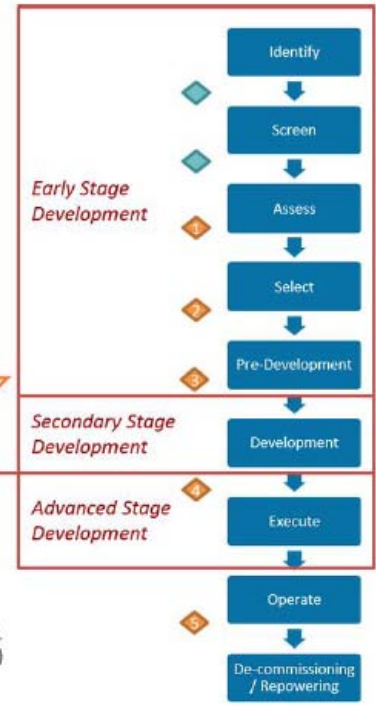 Identify
Screen
Early Stage
Development
Assess
1
Select
2
Pre-Development
3
Secondary Stage
Development
Development
4
Advanced Stage
Development
Execute
Operate
5
De-commissioning
/ Repowering